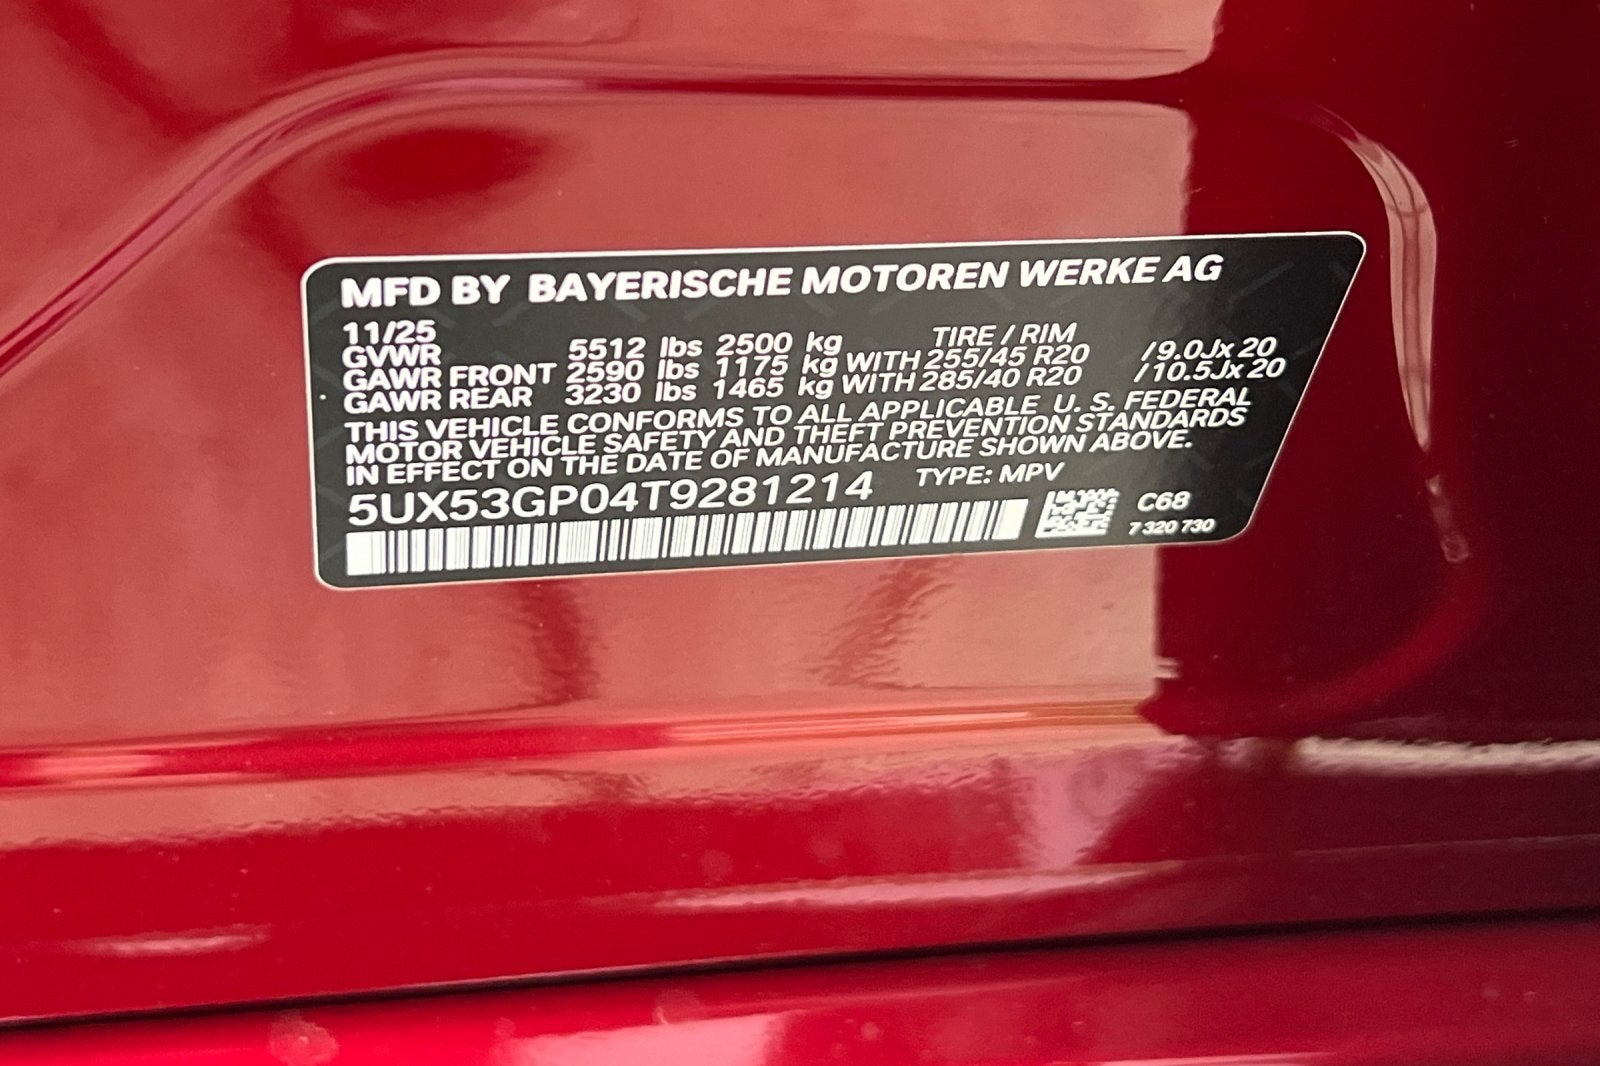 MFD BY BAYERISCHE MOTOREN WERKE AG
11/25 TIRE / RIM
GVWR 5512 lbs 2500 kg
GAWR FRONT 2590 lbs 1175 kg WITH 255/45 R20 /9.0Jx20
GAWR REAR 3230 lbs 1465 kg WITH 285/40 R20 /10.5Jx20
THIS VEHICLE CONFORMS TO ALL APPLICABLE U. S. FEDERAL
MOTOR VEHICLE SAFETY AND THEFT PREVENTION STANDARDS
IN EFFECT ON THE DATE OF MANUFACTURE SHOWN ABOVE.
5UX53GP04T9281214 TYPE: MPV
C68
7 320 730